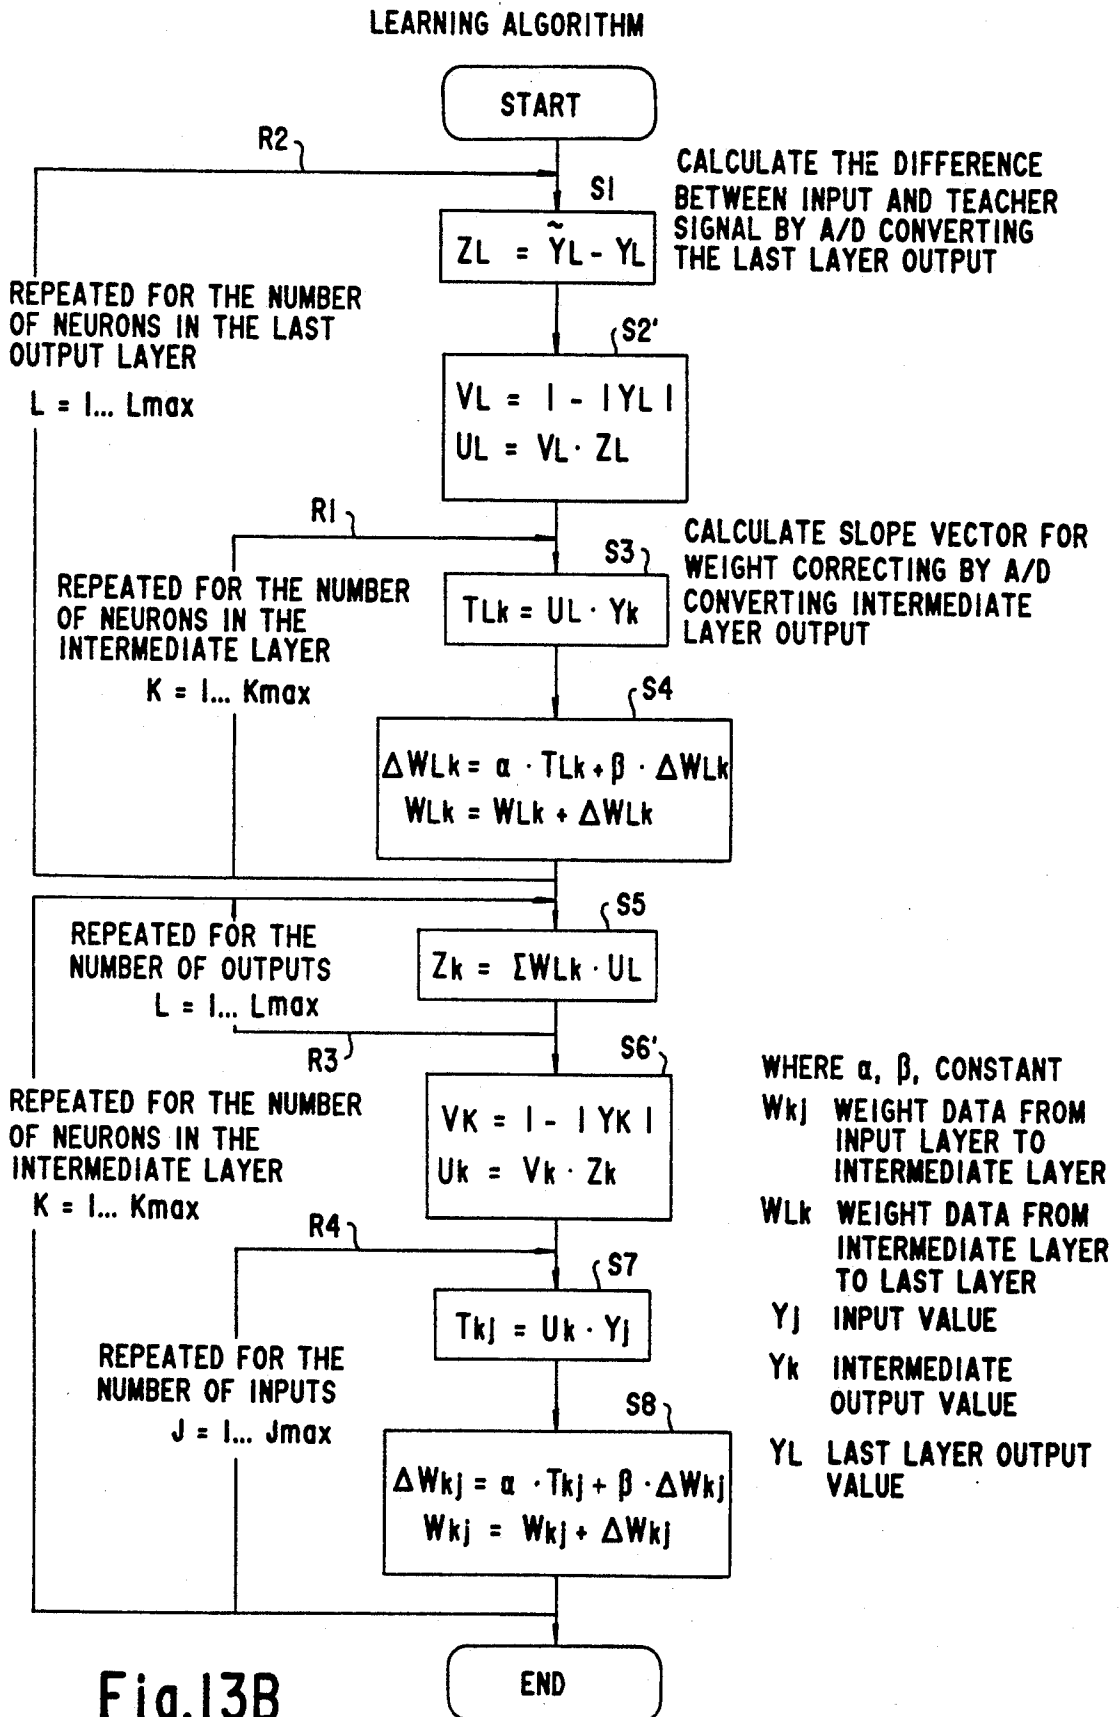 LEARNING ALGORITHM
START
R2
S1
CALCULATE THE DIFFERENCE
BETWEEN INPUT AND TEACHER
SIGNAL BY A/D CONVERTING
THE LAST LAYER OUTPUT
ZL = ỸL - YL
REPEATED FOR THE NUMBER
OF NEURONS IN THE LAST
OUTPUT LAYER
L = 1... Lmax
S2'
VL = 1 - |YL|
UL = VL · ZL
R1
REPEATED FOR THE NUMBER
OF NEURONS IN THE
INTERMEDIATE LAYER
K = 1... Kmax
S3
CALCULATE SLOPE VECTOR FOR
WEIGHT CORRECTING BY A/D
CONVERTING INTERMEDIATE
LAYER OUTPUT
TLk = UL · Yk
S4
ΔWLk = α · TLk + β · ΔWLk
WLk = WLk + ΔWLk
S5
REPEATED FOR THE
NUMBER OF OUTPUTS
L = 1... Lmax
Zk = ΣWLk · UL
R3
S6'
REPEATED FOR THE NUMBER
OF NEURONS IN THE
INTERMEDIATE LAYER
K = 1... Kmax
VK = 1 - |YK|
Uk = Vk · Zk
R4
S7
Tkj = Uk · Yj
REPEATED FOR THE
NUMBER OF INPUTS
J = 1... Jmax
S8
ΔWkj = α · Tkj + β · ΔWkj
Wkj = Wkj + ΔWkj
END
WHERE α, β, CONSTANT
Wkj WEIGHT DATA FROM
INPUT LAYER TO
INTERMEDIATE LAYER
WLk WEIGHT DATA FROM
INTERMEDIATE LAYER
TO LAST LAYER
Yj INPUT VALUE
Yk INTERMEDIATE
OUTPUT VALUE
YL LAST LAYER OUTPUT
VALUE
Fig.13B